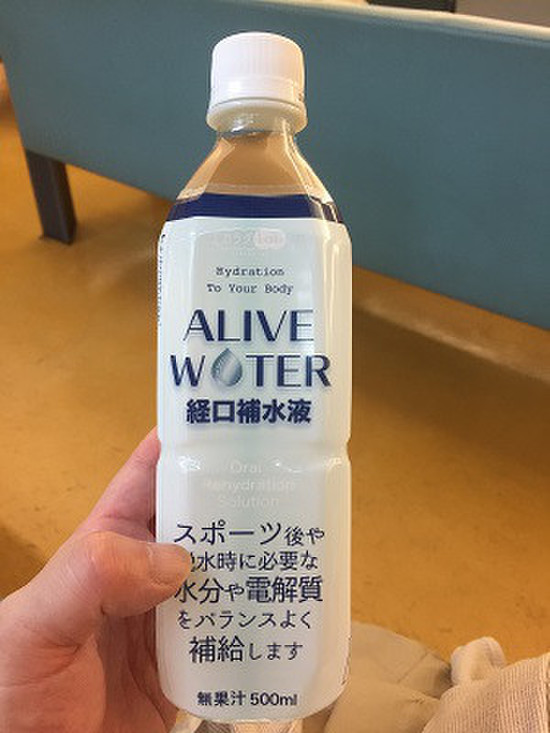 Hydration
To Your Body
ALIVE
WATER
経口補水液
Oral
Rehydration
Solution
スポーツ後や
水時に必要な
水分や電解質
をバランスよく
補給します
無果汁 500ml